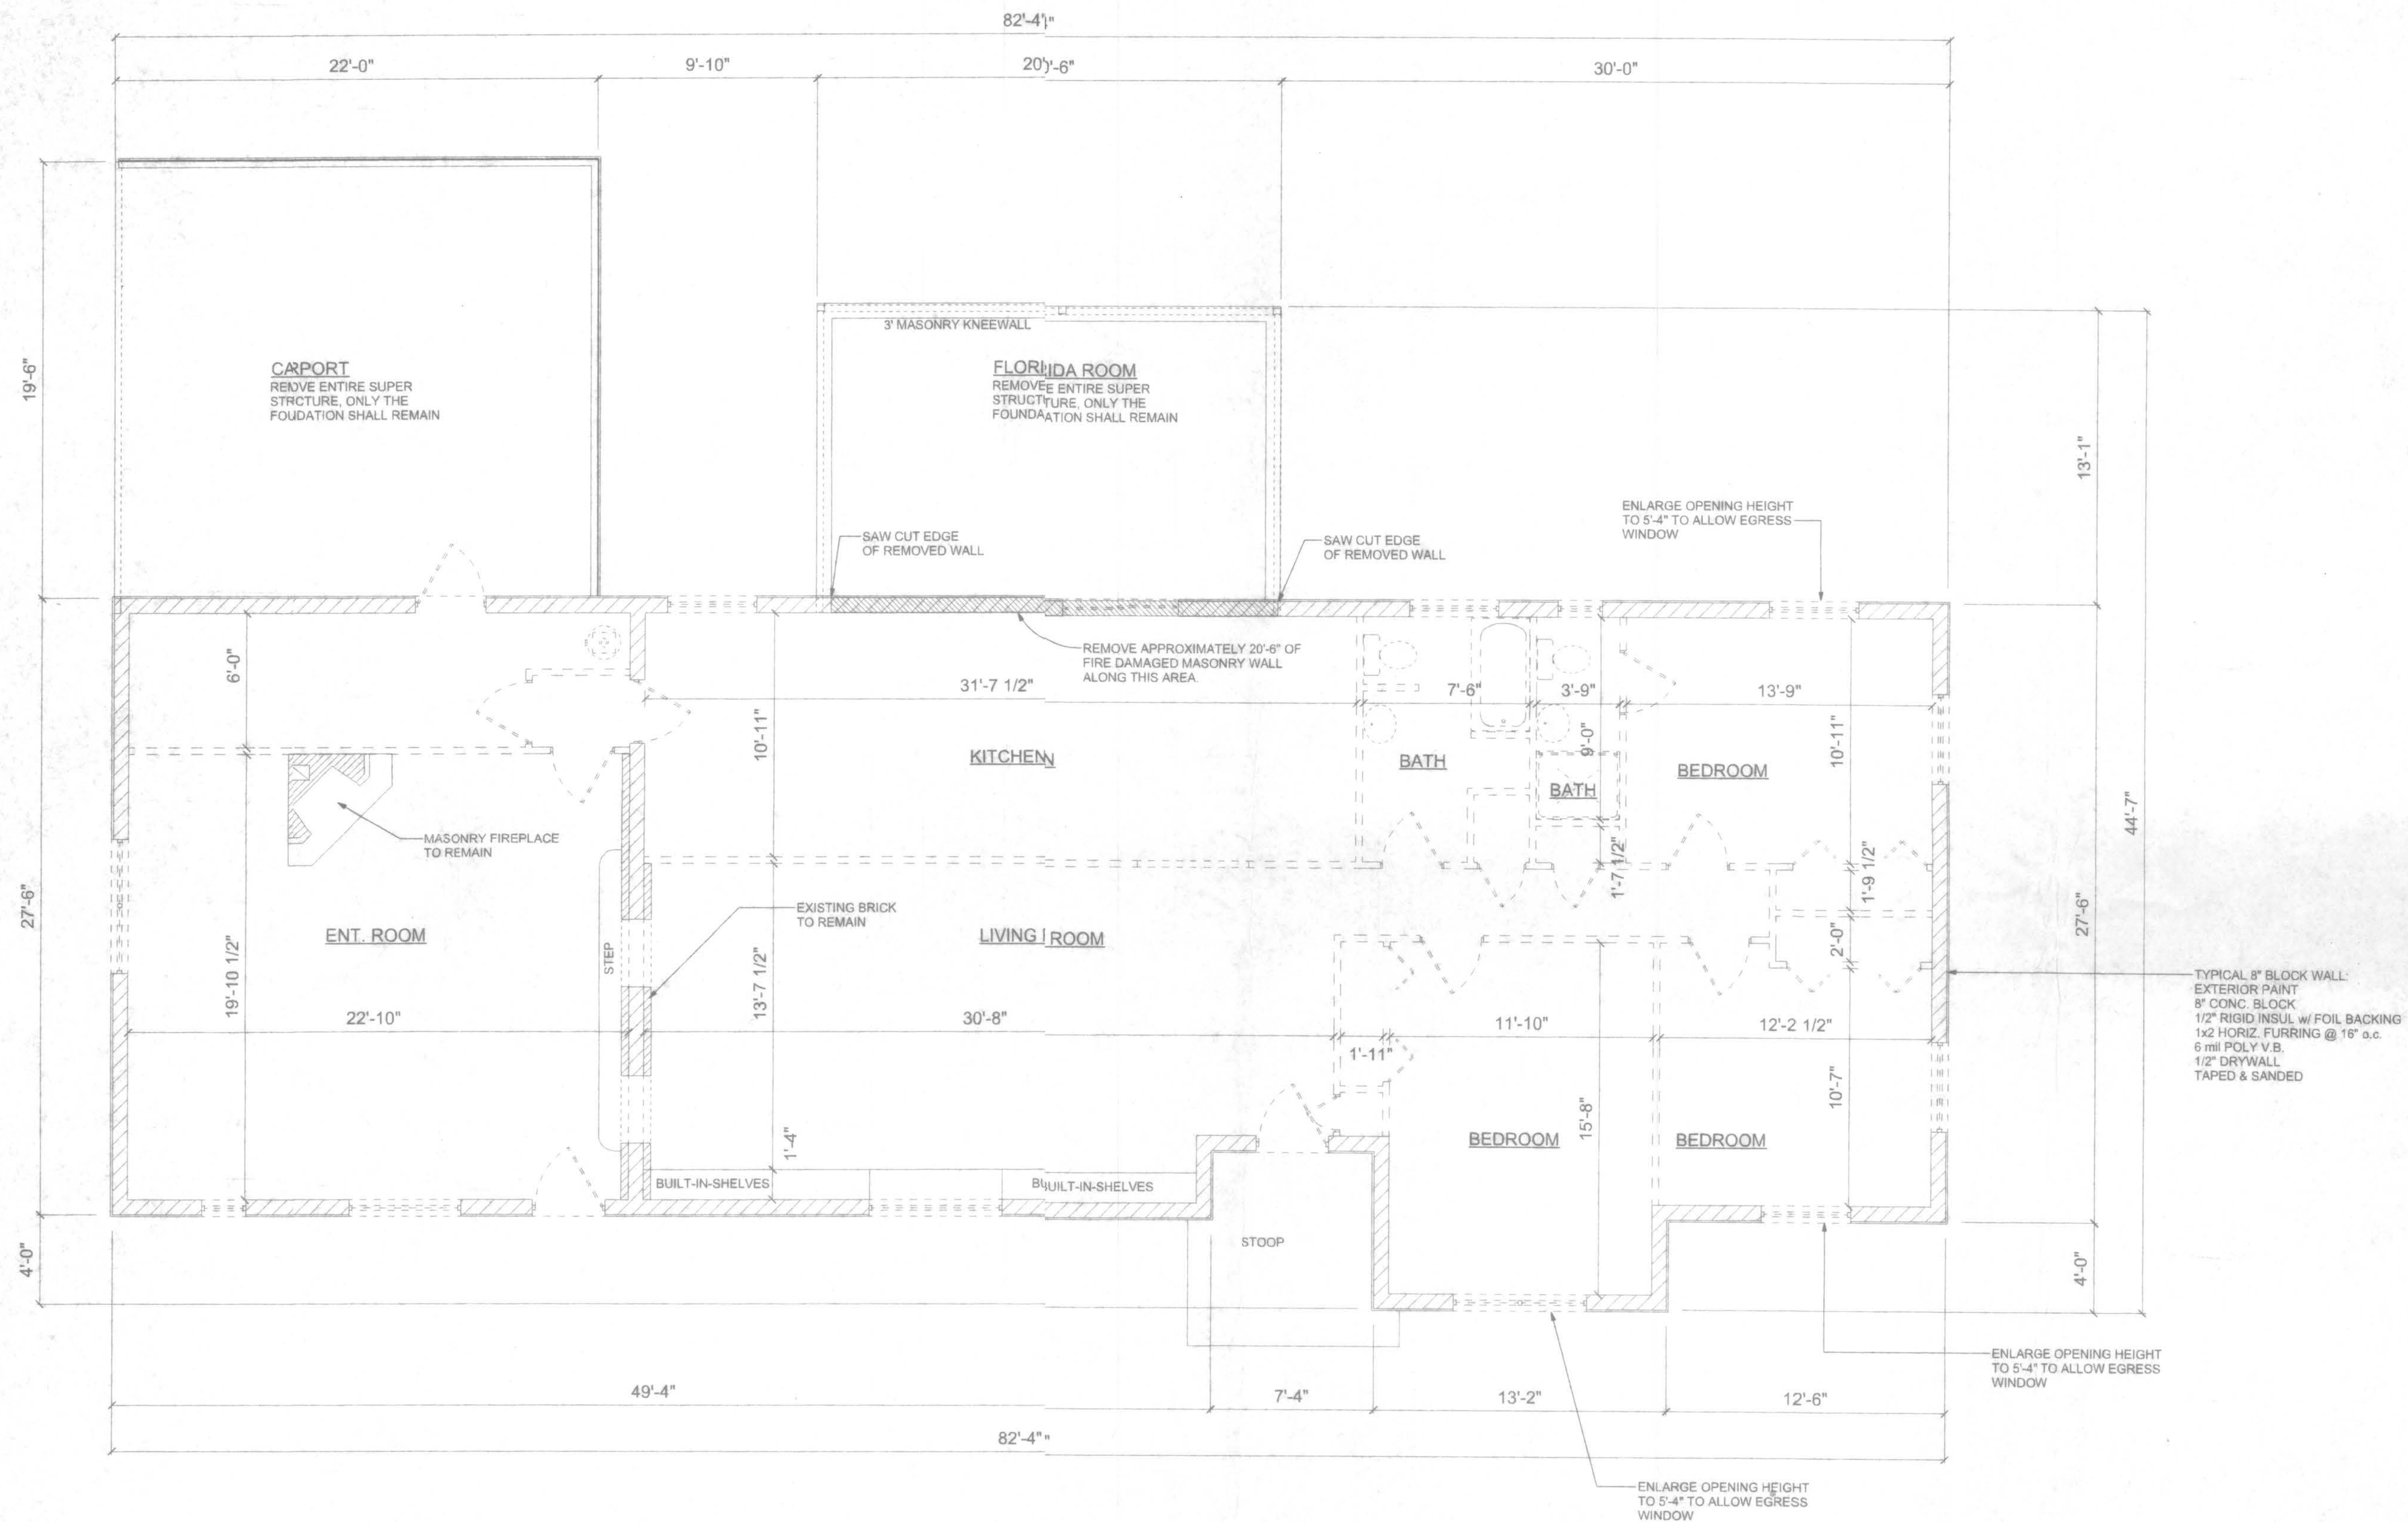 82'-4"
22'-0"
9'-10"
20'-6"
30'-0"
19'-6"
3' MASONRY KNEEWALL
CARPORT
REMOVE ENTIRE SUPER
STRCTURE, ONLY THE
FOUDATION SHALL REMAIN
FLORIDA ROOM
REMOVE ENTIRE SUPER
STRUCTURE, ONLY THE
FOUNDATION SHALL REMAIN
13'-1"
SAW CUT EDGE
OF REMOVED WALL
SAW CUT EDGE
OF REMOVED WALL
ENLARGE OPENING HEIGHT
TO 5'-4" TO ALLOW EGRESS
WINDOW
6'-0"
REMOVE APPROXIMATELY 20'-6" OF
FIRE DAMAGED MASONRY WALL
ALONG THIS AREA.
31'-7 1/2"
7'-6"
3'-9"
13'-9"
10'-11"
9'-0"
10'-11"
KITCHEN
BATH
BATH
BEDROOM
44'-7"
MASONRY FIREPLACE
TO REMAIN
1'-7 1/2"
1'-9 1/2"
27'-6"
EXISTING BRICK
TO REMAIN
27'-6"
ENT. ROOM
STEP
LIVING ROOM
2'-0"
19'-10 1/2"
13'-7 1/2"
TYPICAL 8" BLOCK WALL:
EXTERIOR PAINT
8" CONC. BLOCK
1/2" RIGID INSUL w/ FOIL BACKING
1x2 HORIZ. FURRING @ 16" o.c.
6 mil POLY V.B.
1/2" DRYWALL
TAPED & SANDED
22'-10"
30'-8"
1'-11"
11'-10"
12'-2 1/2"
10'-7"
15'-8"
1'-4"
BEDROOM
BEDROOM
BUILT-IN-SHELVES
BUILT-IN-SHELVES
STOOP
4'-0"
4'-0"
ENLARGE OPENING HEIGHT
TO 5'-4" TO ALLOW EGRESS
WINDOW
49'-4"
7'-4"
13'-2"
12'-6"
82'-4"
ENLARGE OPENING HEIGHT
TO 5'-4" TO ALLOW EGRESS
WINDOW